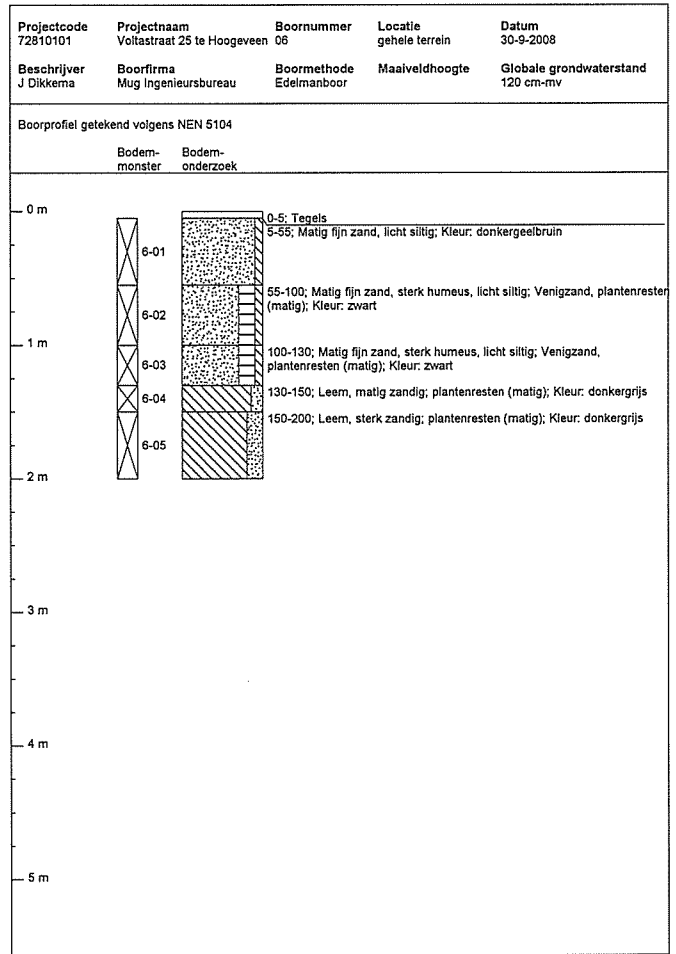 Projectcode Projectnaam Boornummer Locatie Datum
72810101 Voltastraat 25 te Hoogeveen 06 gehele terrein 30-9-2008
Beschrijver Boorfirma Boormethode Maaiveldhoogte Globale grondwaterstand
J Dikkema Mug Ingenieursbureau Edelmanboor 120 cm-mv
Boorprofiel getekend volgens NEN 5104
Bodem- Bodem-
monster onderzoek
0 m
0-5; Tegels
5-55; Matig fijn zand, licht siltig; Kleur: donkergeelbruin
6-01
55-100; Matig fijn zand, sterk humeus, licht siltig; Venigzand, plantenresten
(matig); Kleur: zwart
6-02
1 m
100-130; Matig fijn zand, sterk humeus, licht siltig; Venigzand,
plantenresten (matig); Kleur: zwart
6-03
130-150; Leem, matig zandig; plantenresten (matig); Kleur: donkergrijs
6-04
150-200; Leem, sterk zandig; plantenresten (matig); Kleur: donkergrijs
6-05
2 m
3 m
4 m
5 m